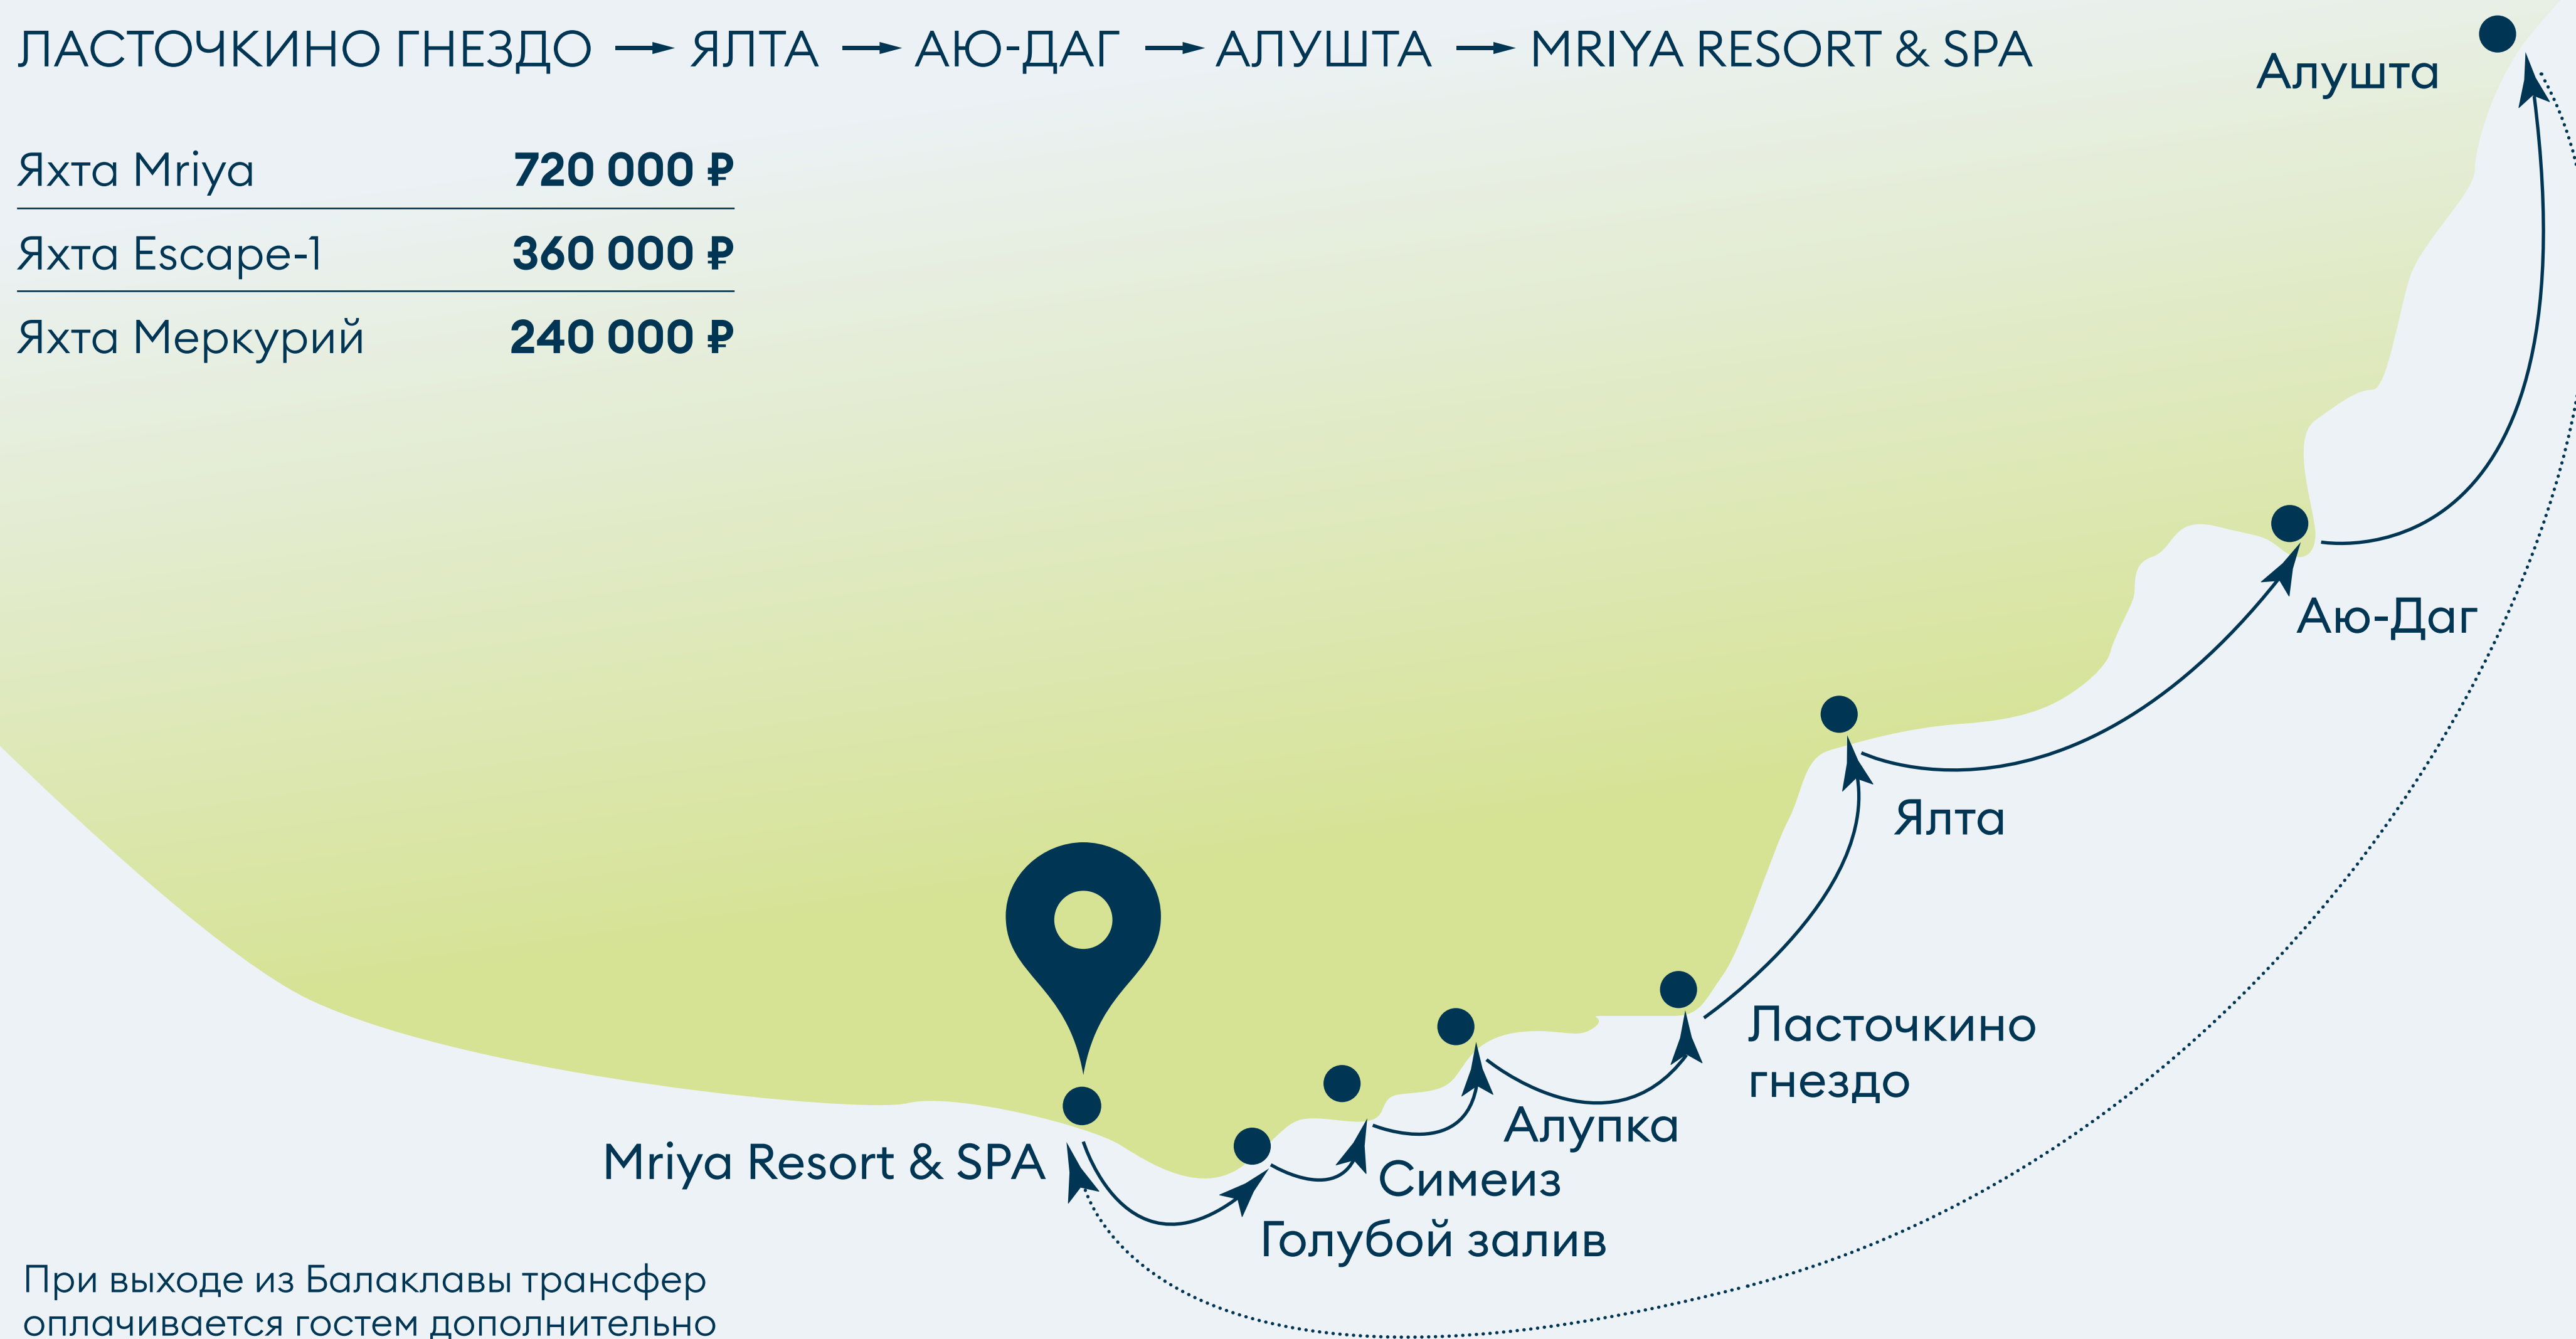 ЛАСТОЧКИНО ГНЕЗДО → ЯЛТА → АЮ-ДАГ → АЛУШТА → MRIYA RESORT & SPA
Алушта
Яхта Mriya 720 000 ₽
Яхта Escape-1 360 000 ₽
Яхта Меркурий 240 000 ₽
Аю-Даг
Ялта
Ласточкино
гнездо
Алупка
Mriya Resort & SPA
Симеиз
Голубой залив
При выходе из Балаклавы трансфер
оплачивается гостем дополнительно